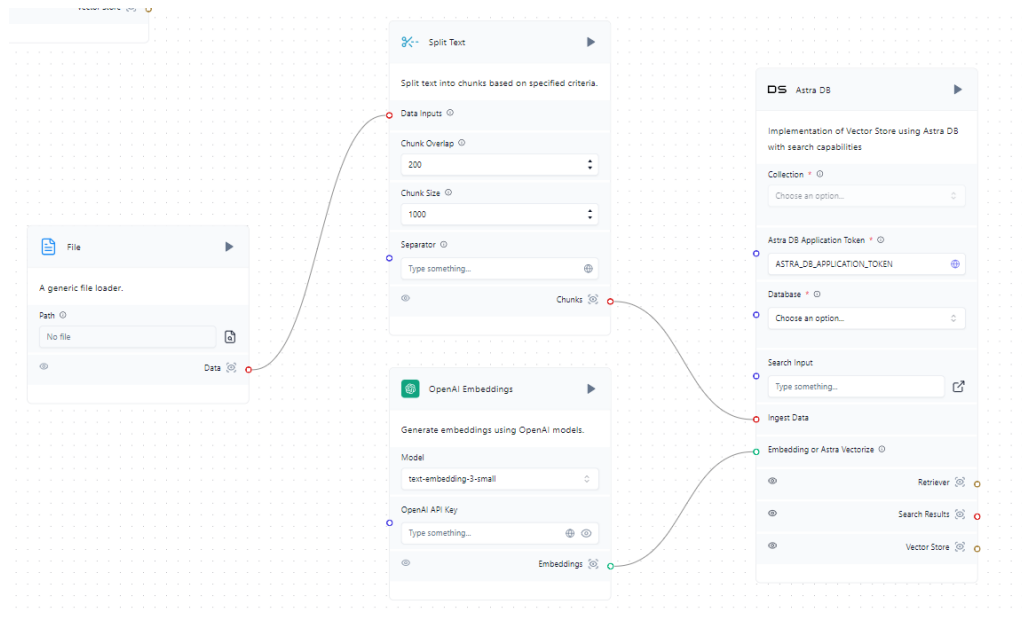 Vector Store
Split Text
Split text into chunks based on specified criteria.
Data Inputs
Chunk Overlap
200
Chunk Size
1000
Separator
Type something...
Chunks
File
A generic file loader.
Path
No file
Data
OpenAI Embeddings
Generate embeddings using OpenAI models.
Model
text-embedding-3-small
OpenAI API Key
Type something...
Embeddings
DS Astra DB
Implementation of Vector Store using Astra DB
with search capabilities
Collection *
Choose an option...
Astra DB Application Token *
ASTRA_DB_APPLICATION_TOKEN
Database *
Choose an option...
Search Input
Type something...
Ingest Data
Embedding or Astra Vectorize
Retriever
Search Results
Vector Store